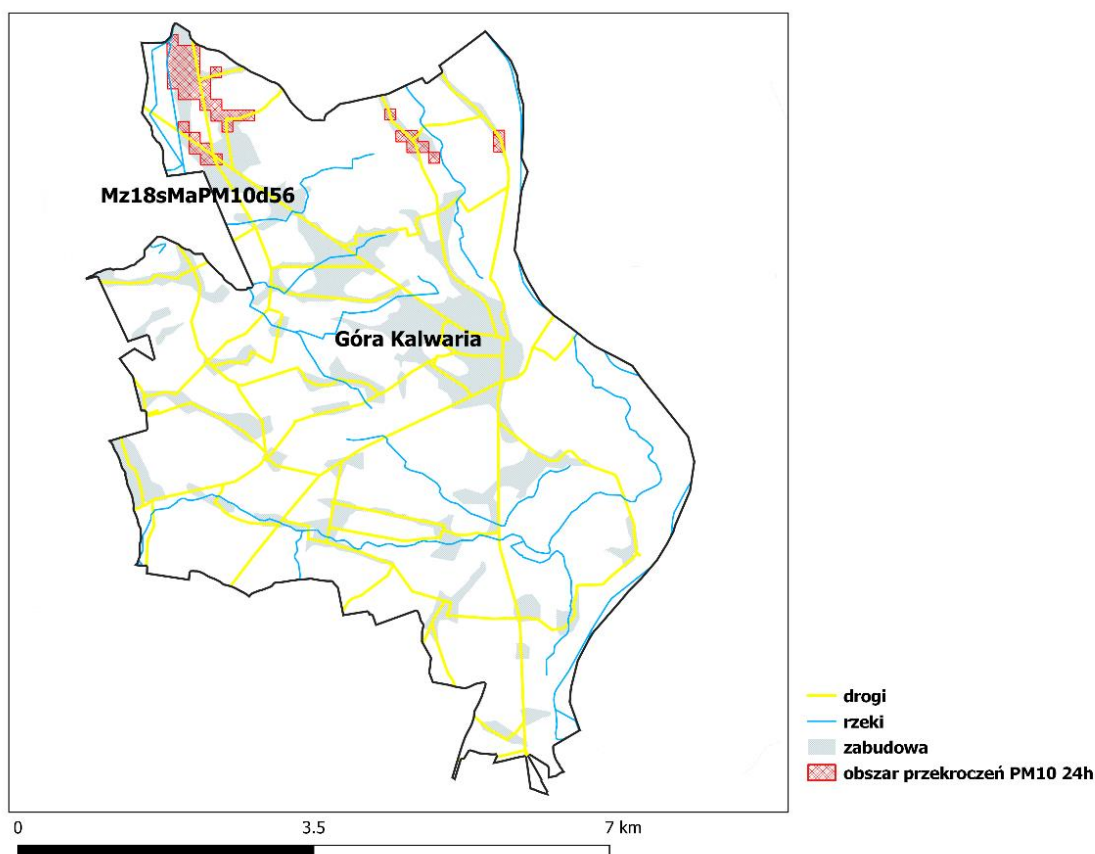 Mz18sMaPM10d56
Góra Kalwaria
drogi
rzeki
zabudowa
obszar przekroczeń PM10 24h
0 3.5 7 km